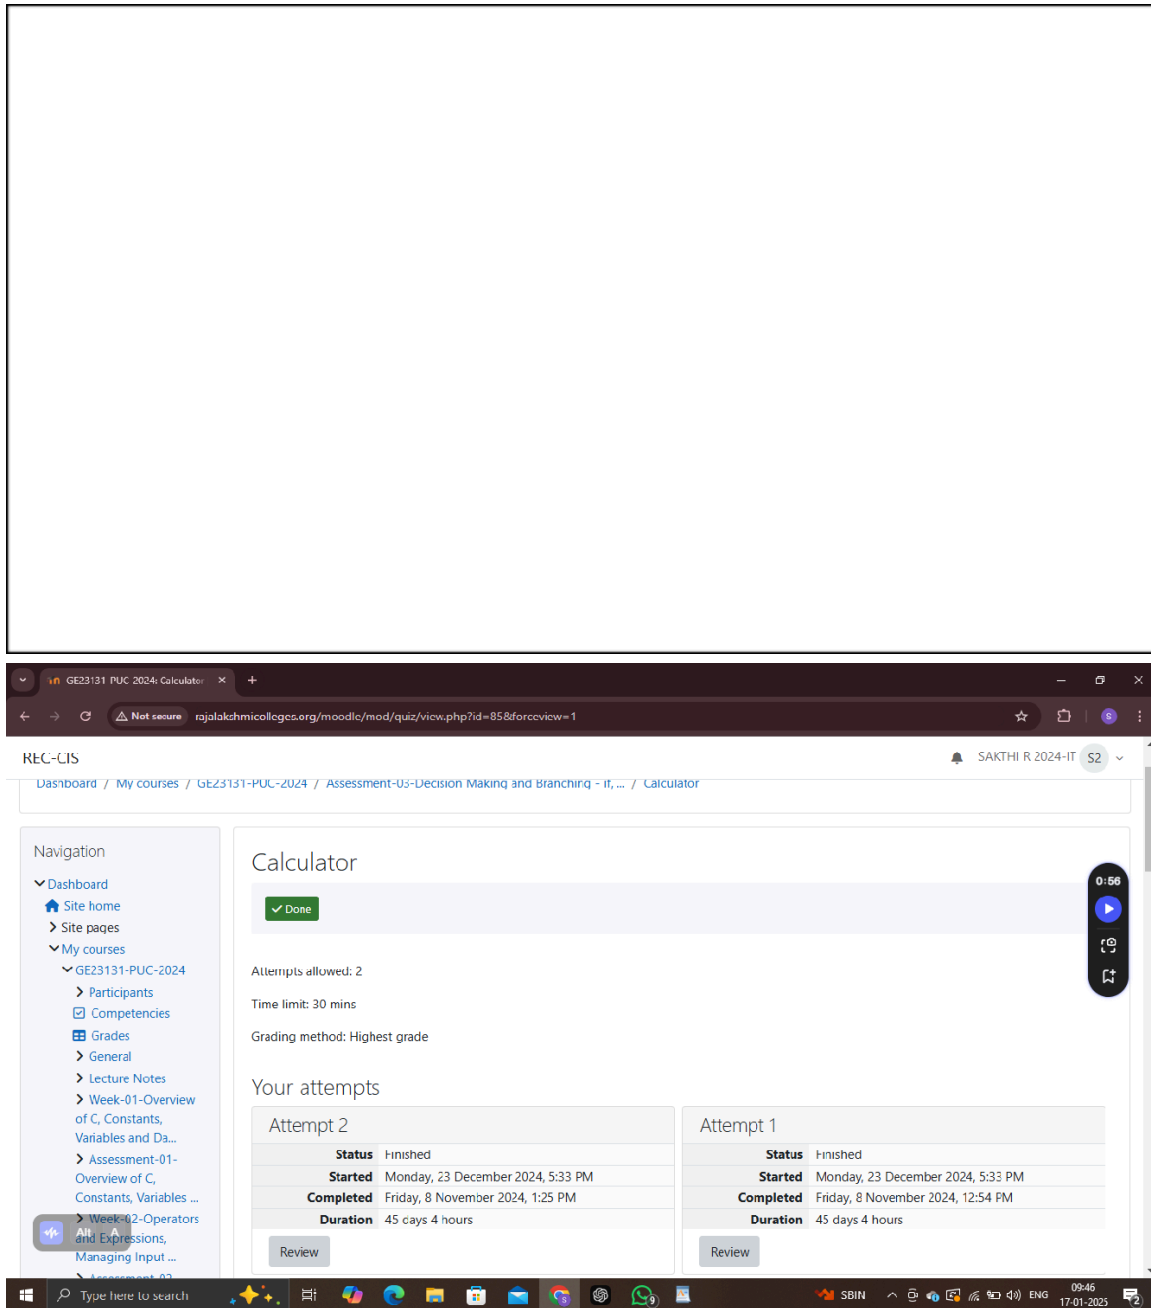 GE23131-PUC-2024: Calculator
Not secure rajalakshmicolleges.org/moodle/mod/quiz/view.php?id=85&forceview=1
S
REC-CIS
SAKTHI R 2024-IT S2
Dashboard / My courses / GE23131-PUC-2024 / Assessment-03-Decision Making and Branching - if, ... / Calculator
Navigation
Dashboard
Site home
Site pages
My courses
GE23131-PUC-2024
Participants
Competencies
Grades
General
Lecture Notes
Week-01-Overview
of C, Constants,
Variables and Da...
Assessment-01-
Overview of C,
Constants, Variables ...
Week-02-Operators
and Expressions,
Managing Input ...
Assessment-02-
Alt A
Calculator
Done
Attempts allowed: 2
Time limit: 30 mins
Grading method: Highest grade
Your attempts
Attempt 2
Status Finished
Started Monday, 23 December 2024, 5:33 PM
Completed Friday, 8 November 2024, 1:25 PM
Duration 45 days 4 hours
Review
Attempt 1
Status Finished
Started Monday, 23 December 2024, 5:33 PM
Completed Friday, 8 November 2024, 12:54 PM
Duration 45 days 4 hours
Review
0:56
Type here to search
SBIN
ENG
09:46
17-01-2025
2